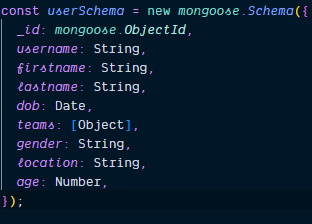 const userSchema = new mongoose.Schema({
_id: mongoose.ObjectId,
username: String,
firstname: String,
lastname: String,
dob: Date,
teams: [Object],
gender: String,
location: String,
age: Number,
});